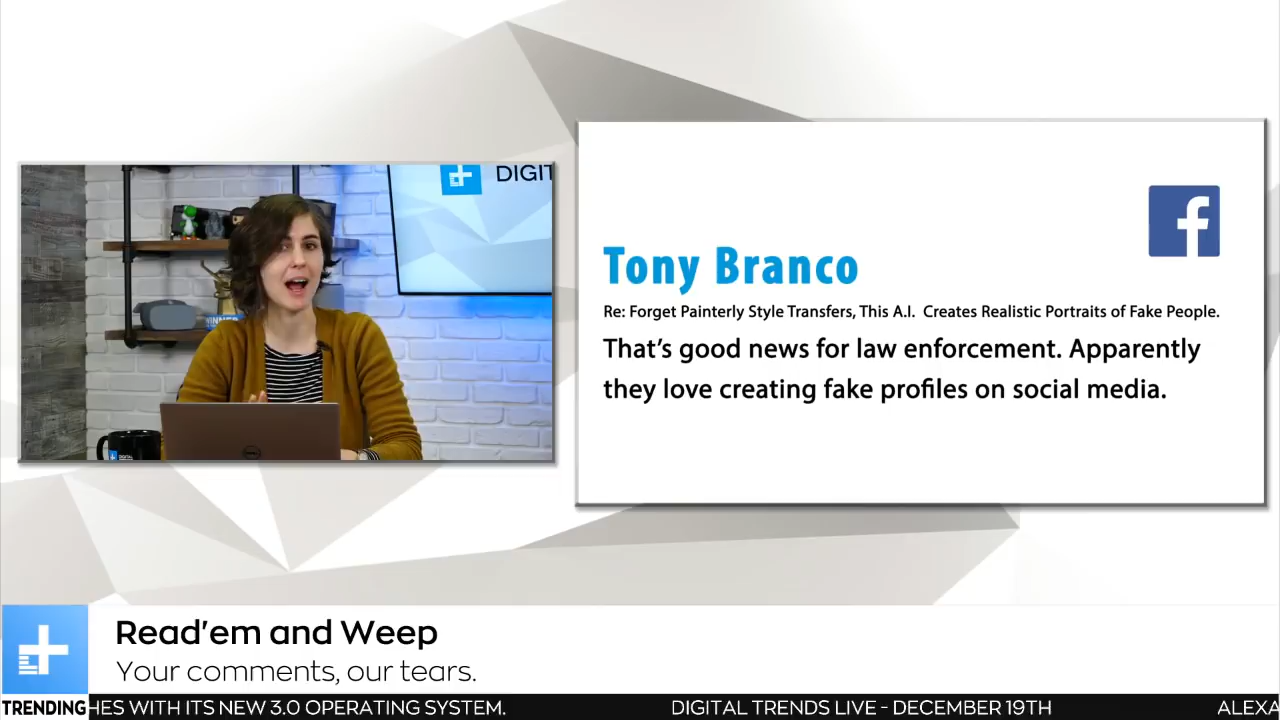 DIGIT
WINNER
Tony Branco
Re: Forget Painterly Style Transfers, This A.I.  Creates Realistic Portraits of Fake People.
That's good news for law enforcement. Apparently
they love creating fake profiles on social media.
Read'em and Weep
Your comments, our tears.
TRENDING HES WITH ITS NEW 3.0 OPERATING SYSTEM. DIGITAL TRENDS LIVE - DECEMBER 19TH ALEXA